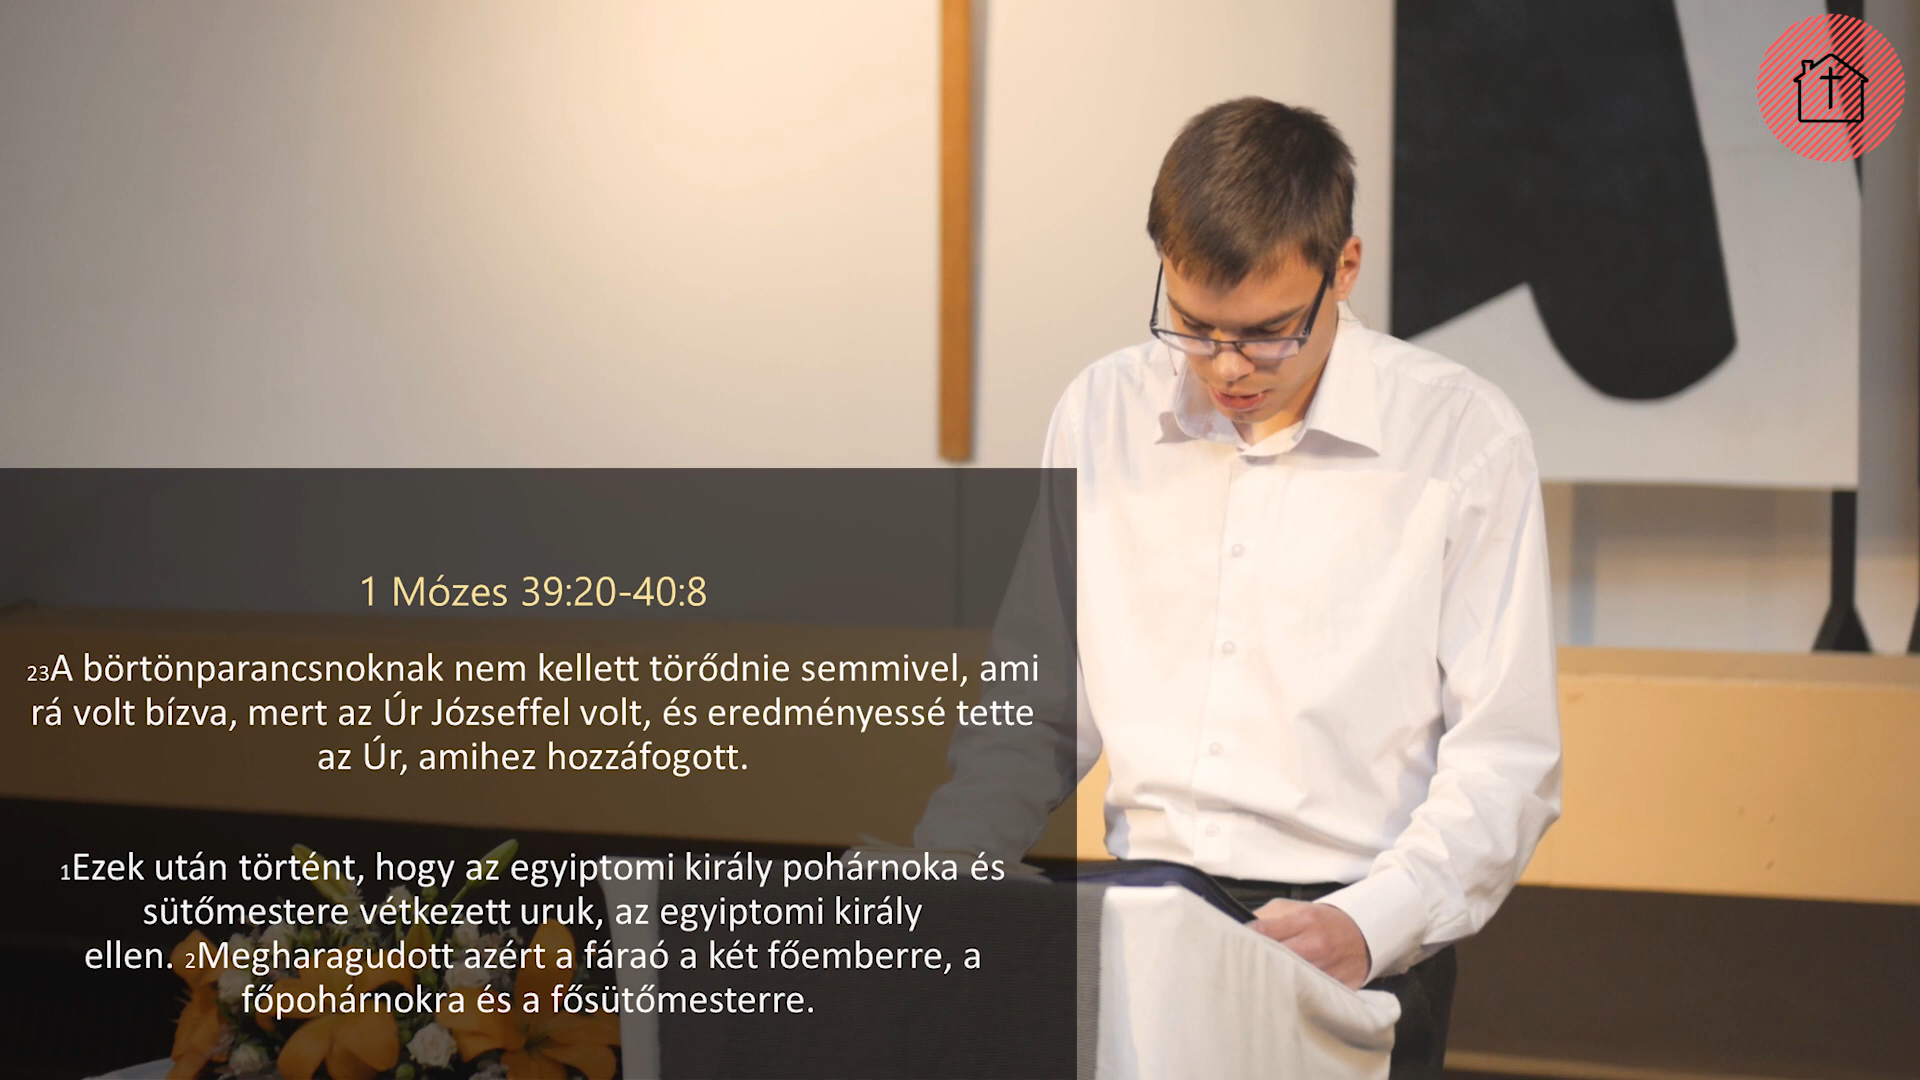 1 Mózes 39:20-40:8
23A börtönparancsnoknak nem kellett törődnie semmivel, ami
rá volt bízva, mert az Úr Józseffel volt, és eredményessé tette
az Úr, amihez hozzáfogott.
1Ezek után történt, hogy az egyiptomi király pohárnoka és
sütőmestere vétkezett uruk, az egyiptomi király
ellen. 2Megharagudott azért a fáraó a két főemberre, a
főpohárnokra és a fősütőmesterre.